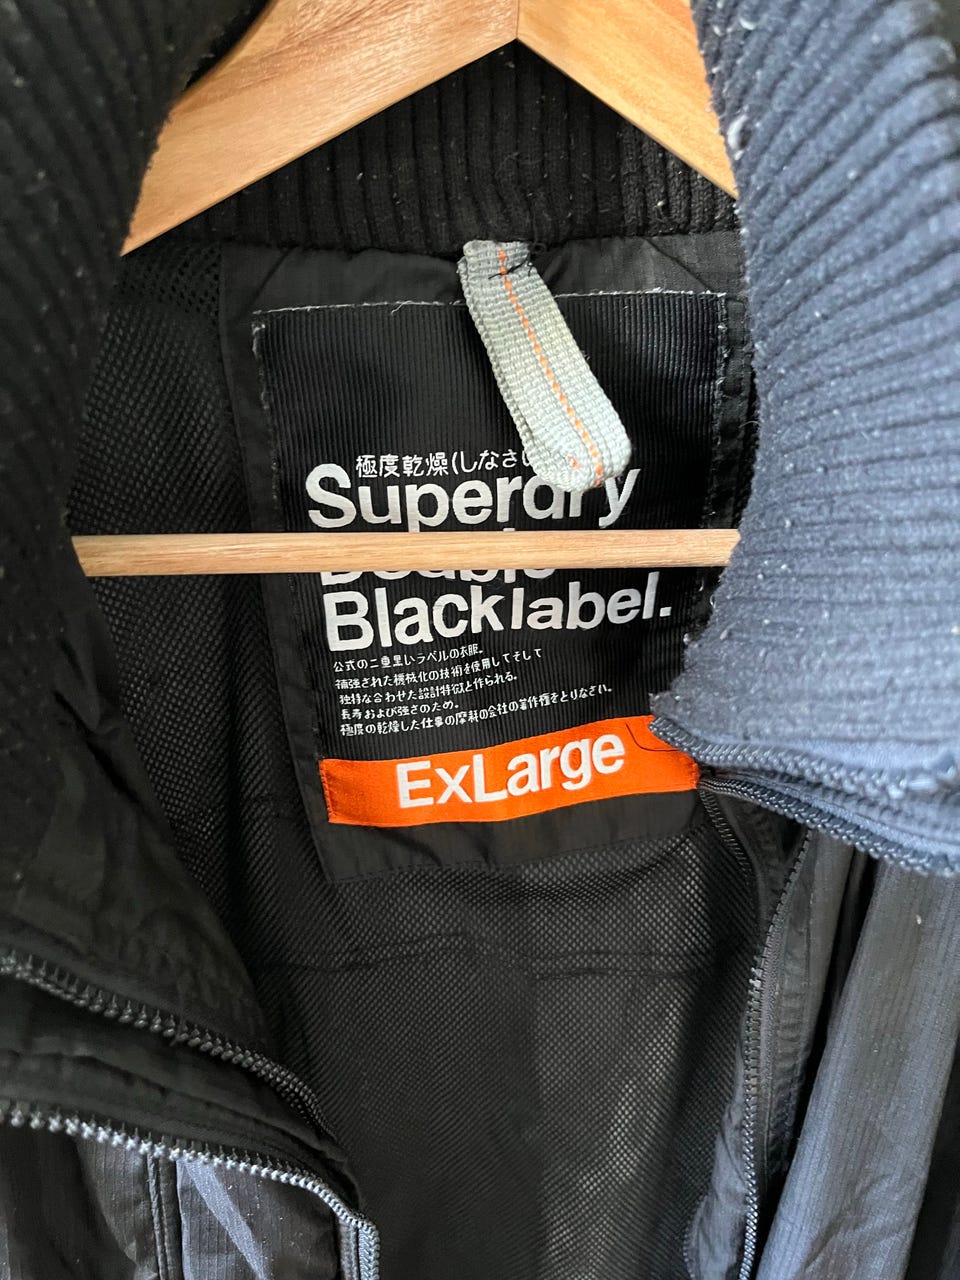 極度乾燥(しなさい
Superdry
Double
Blacklabel.
公式の二重黒いラベルの衣服。
補強された機械化の技術を使用してそして
独特な合わせた設計特徴と作られる。
長寿および強さのため。
極度の乾燥した仕事の摩耗の会社の著作権をとりなさい。
ExLarge